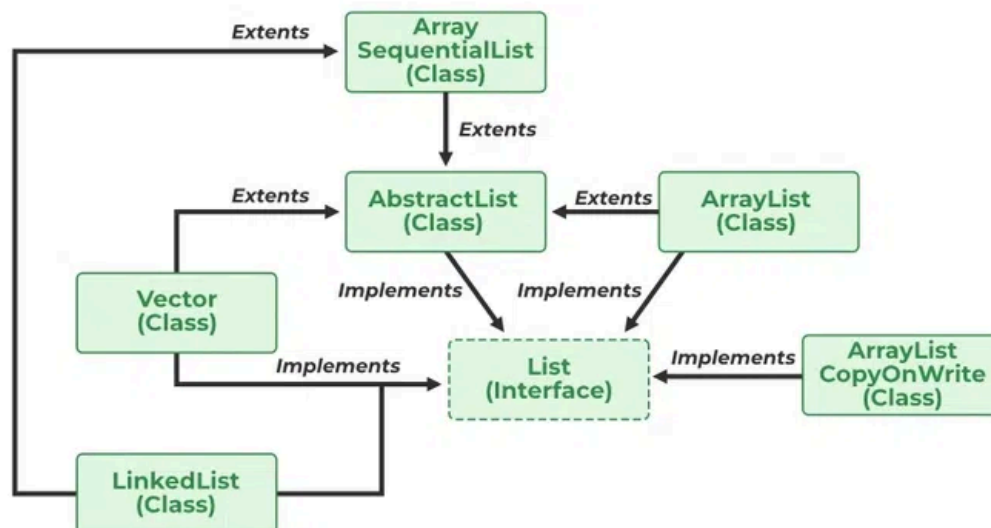 Extents
Array
SequentialList
(Class)
Extents
Extents
AbstractList
(Class)
Extents
ArrayList
(Class)
Implements
Implements
Vector
(Class)
Implements
List
(Interface)
Implements
ArrayList
CopyOnWrite
(Class)
LinkedList
(Class)